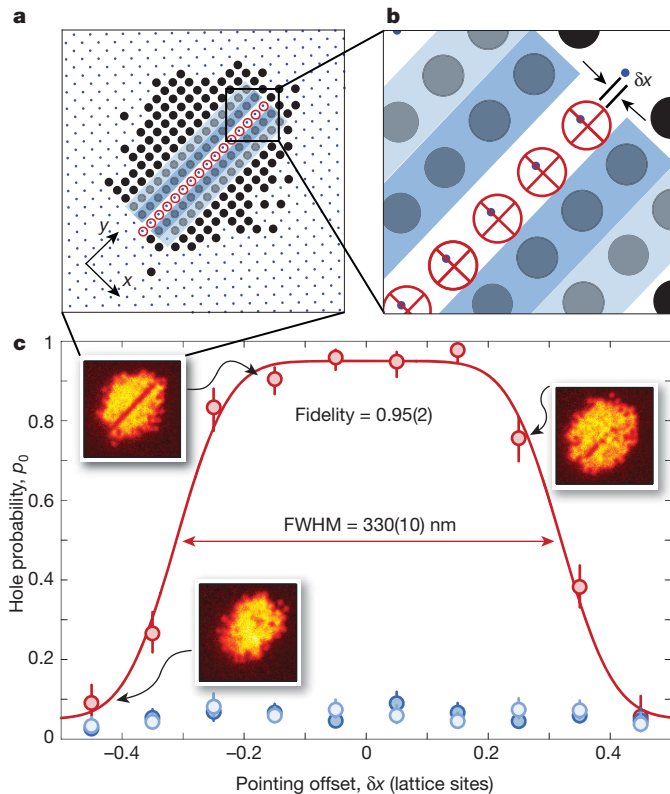 a
b
δx
y
x
c
1
0.8
0.6
0.4
0.2
0
Hole probability, p₀
Fidelity = 0.95(2)
FWHM = 330(10) nm
−0.4 −0.2 0 0.2 0.4
Pointing offset, δx (lattice sites)